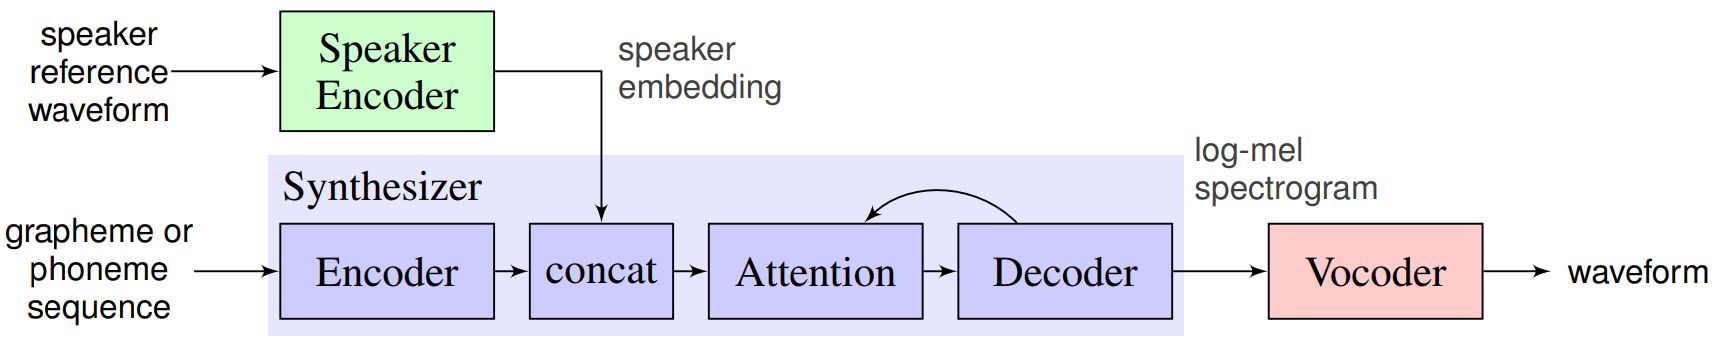 speaker
reference
waveform
Speaker
Encoder
speaker
embedding
log-mel
spectrogram
Synthesizer
grapheme or
phoneme
sequence
Encoder
concat
Attention
Decoder
Vocoder
waveform